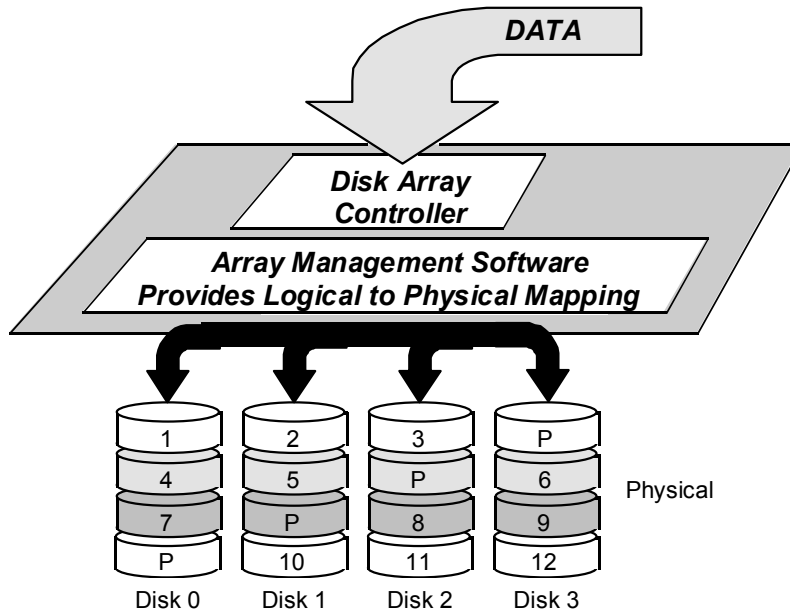 DATA
Disk Array
Controller
Array Management Software
Provides Logical to Physical Mapping
1 2 3 P
4 5 P 6
7 P 8 9
P 10 11 12
Physical
Disk 0 Disk 1 Disk 2 Disk 3